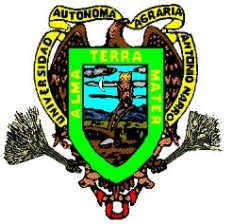 UNIVERSIDAD AUTONOMA AGRARIA ANTONIO NARRO
ALMA TERRA MATER